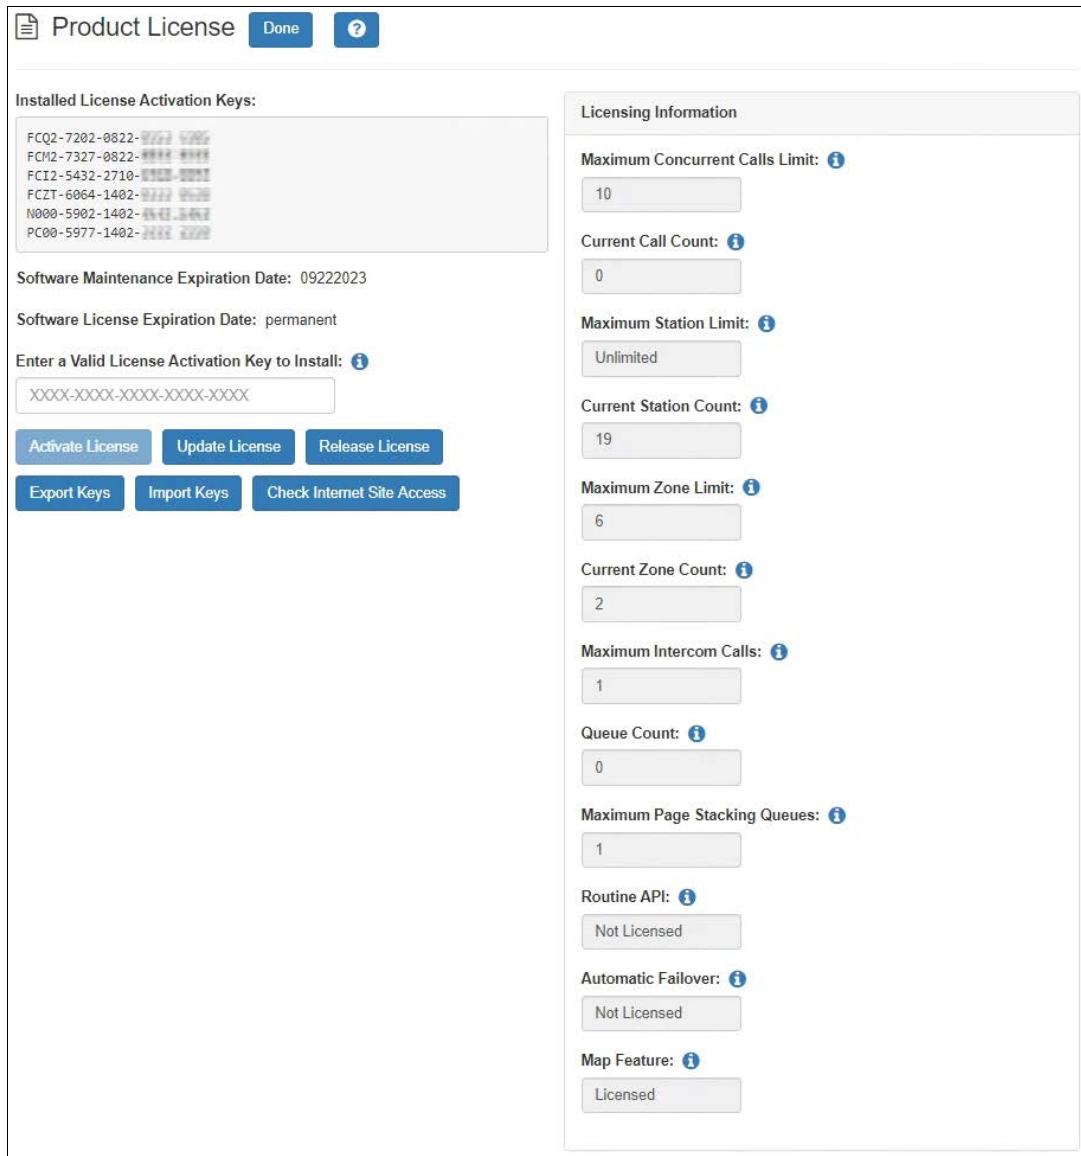 Product License
Done
?
Installed License Activation Keys:
FCQ2-7202-0822-
FCM2-7327-0822-
FCI2-5432-2710-
FCZT-6064-1402-
N000-5902-1402-
PC00-5977-1402-
Software Maintenance Expiration Date: 09222023
Software License Expiration Date: permanent
Enter a Valid License Activation Key to Install:
XXXX-XXXX-XXXX-XXXX-XXXX
Activate License Update License Release License
Export Keys Import Keys Check Internet Site Access
Licensing Information
Maximum Concurrent Calls Limit:
10
Current Call Count:
0
Maximum Station Limit:
Unlimited
Current Station Count:
19
Maximum Zone Limit:
6
Current Zone Count:
2
Maximum Intercom Calls:
1
Queue Count:
0
Maximum Page Stacking Queues:
1
Routine API:
Not Licensed
Automatic Failover:
Not Licensed
Map Feature:
Licensed